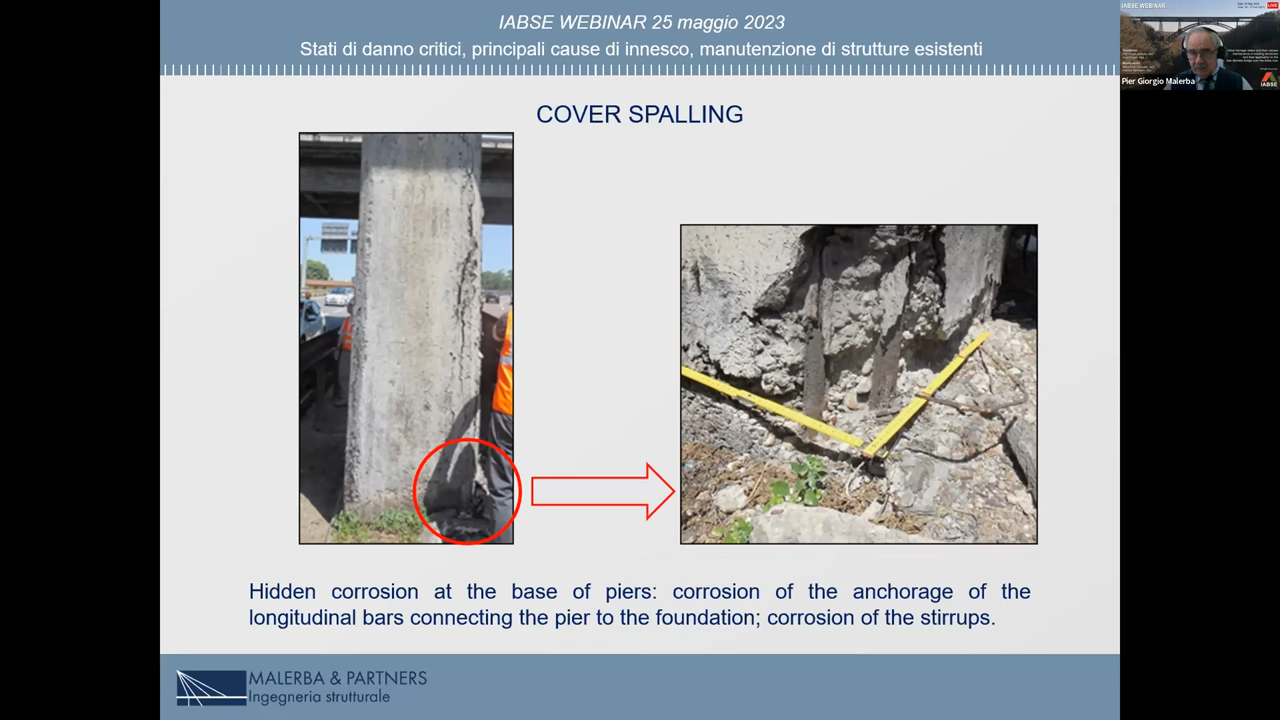 IABSE WEBINAR 25 maggio 2023
Stati di danno critici, principali cause di innesco, manutenzione di strutture esistenti
IABSE WEBINAR
LIVE
Pier Giorgio Malerba
IABSE
COVER SPALLING
Hidden corrosion at the base of piers: corrosion of the anchorage of the
longitudinal bars connecting the pier to the foundation; corrosion of the stirrups.
MALERBA & PARTNERS
Ingegneria strutturale